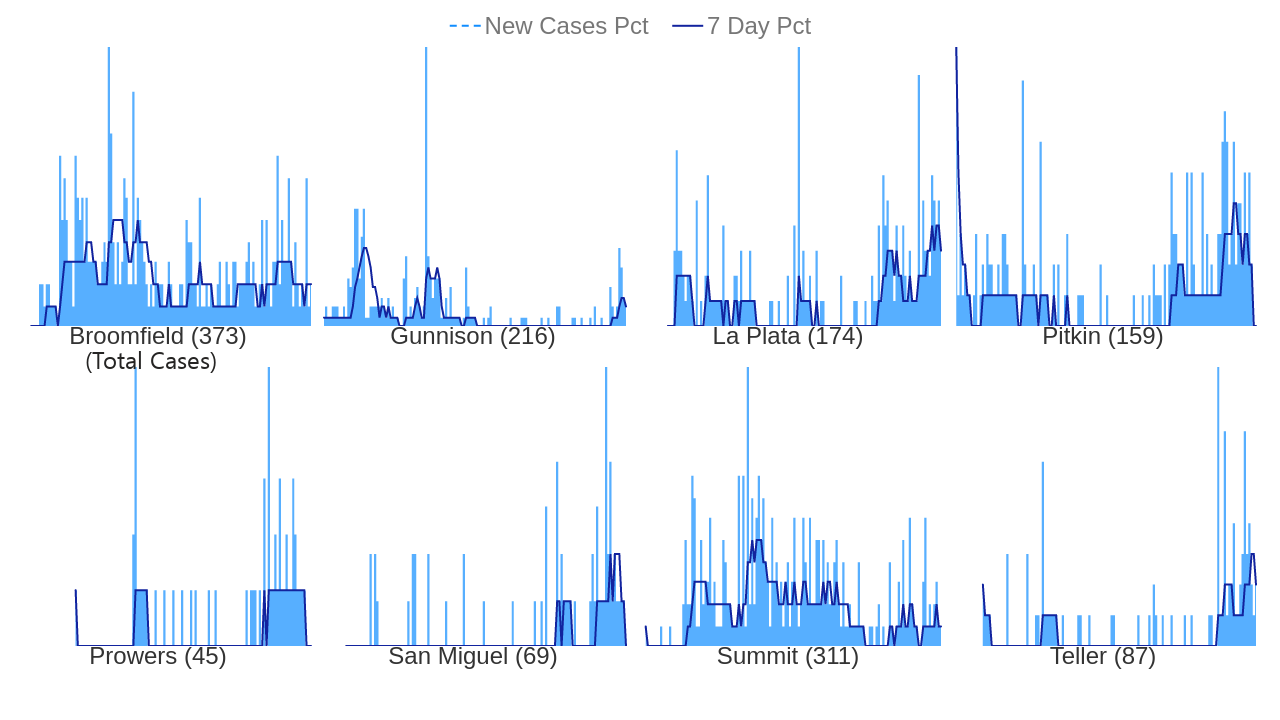 New Cases Pct 7 Day Pct
Broomfield (373) Gunnison (216) La Plata (174) Pitkin (159)
(Total Cases)
Prowers (45) San Miguel (69) Summit (311) Teller (87)